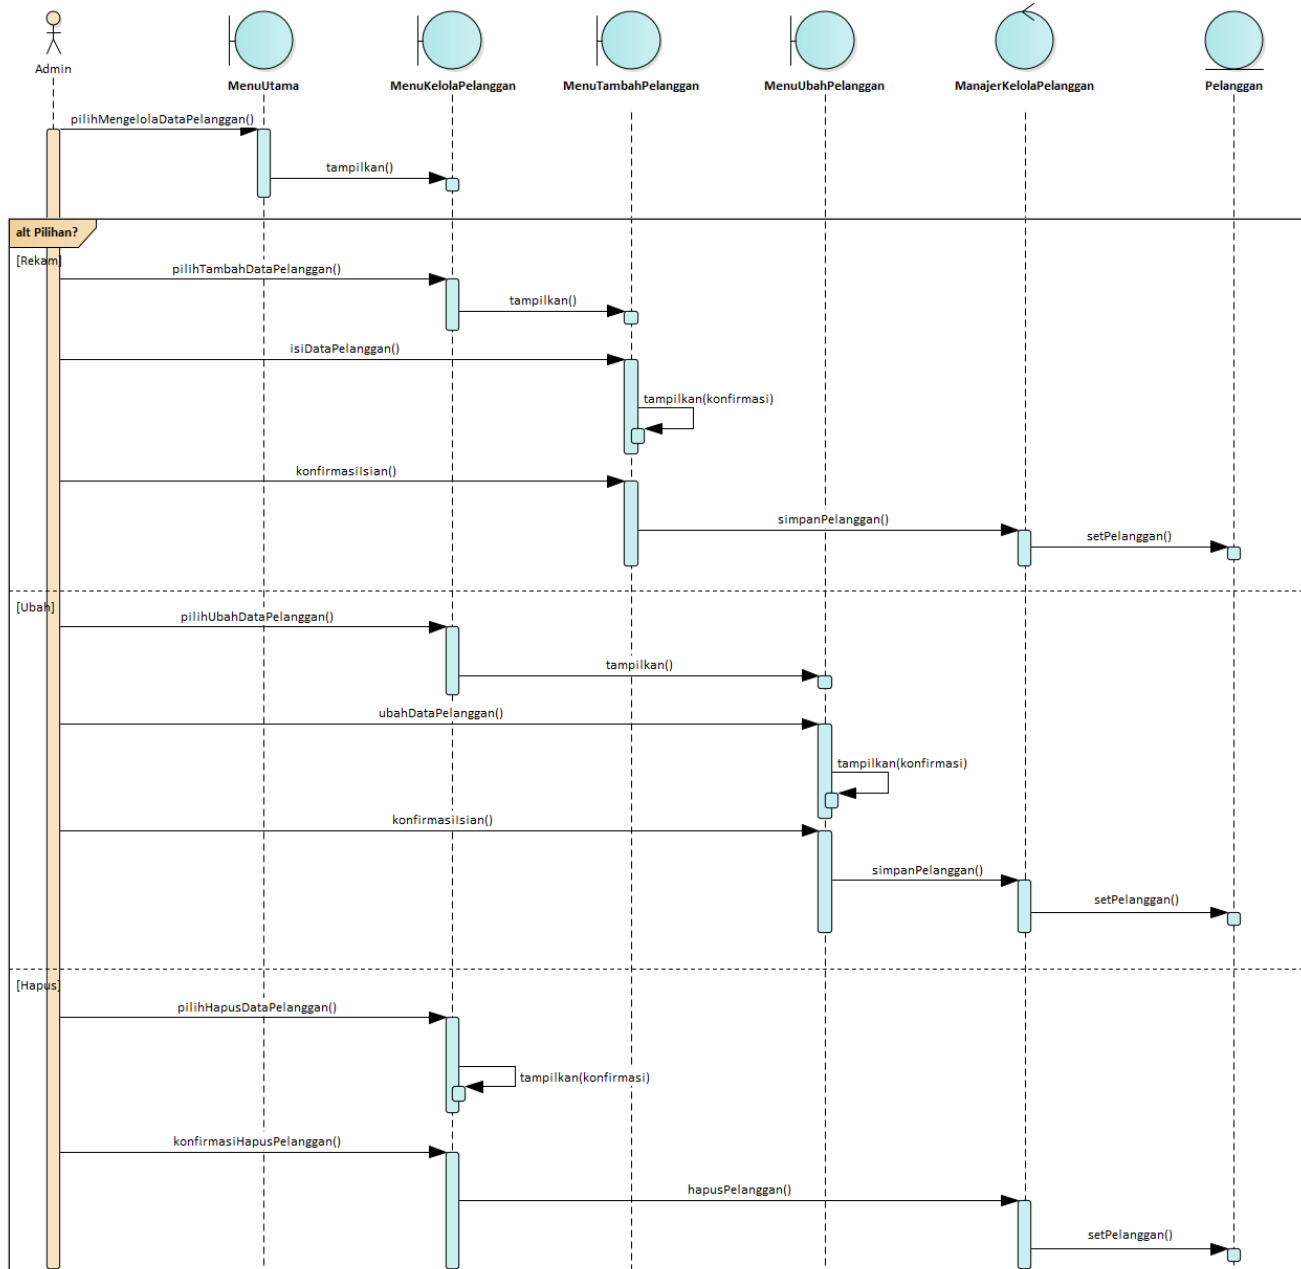 Admin
MenuUtama
MenuKelolaPelanggan
MenuTambahPelanggan
MenuUbahPelanggan
ManajerKelolaPelanggan
Pelanggan
pilihMengelolaDataPelanggan()
tampilkan()
alt Pilihan?
[Rekam]
pilihTambahDataPelanggan()
tampilkan()
isiDataPelanggan()
tampilkan(konfirmasi)
konfirmasiIsian()
simpanPelanggan()
setPelanggan()
[Ubah]
pilihUbahDataPelanggan()
tampilkan()
ubahDataPelanggan()
tampilkan(konfirmasi)
konfirmasiIsian()
simpanPelanggan()
setPelanggan()
[Hapus]
pilihHapusDataPelanggan()
tampilkan(konfirmasi)
konfirmasiHapusPelanggan()
hapusPelanggan()
setPelanggan()